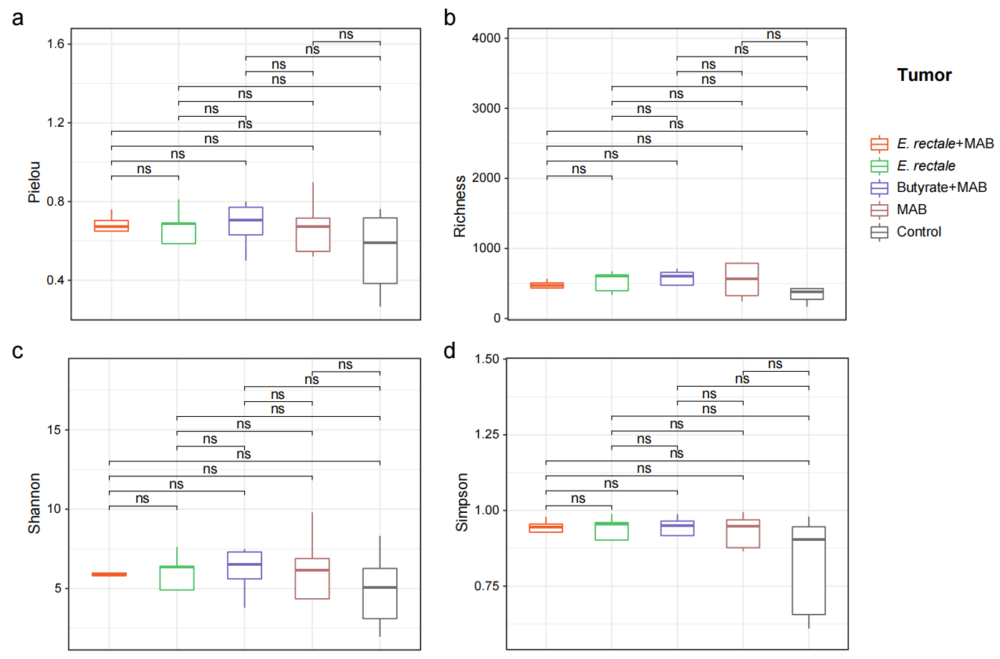 a
1.6
1.2
0.8
0.4
Pielou
ns
ns
ns
ns
ns
ns
ns
ns
ns
ns
b
4000
3000
2000
1000
0
Richness
ns
ns
ns
ns
ns
ns
ns
ns
ns
ns
Tumor
E. rectale+MAB
E. rectale
Butyrate+MAB
MAB
Control
c
15
10
5
Shannon
ns
ns
ns
ns
ns
ns
ns
ns
ns
ns
d
1.50
1.25
1.00
0.75
Simpson
ns
ns
ns
ns
ns
ns
ns
ns
ns
ns